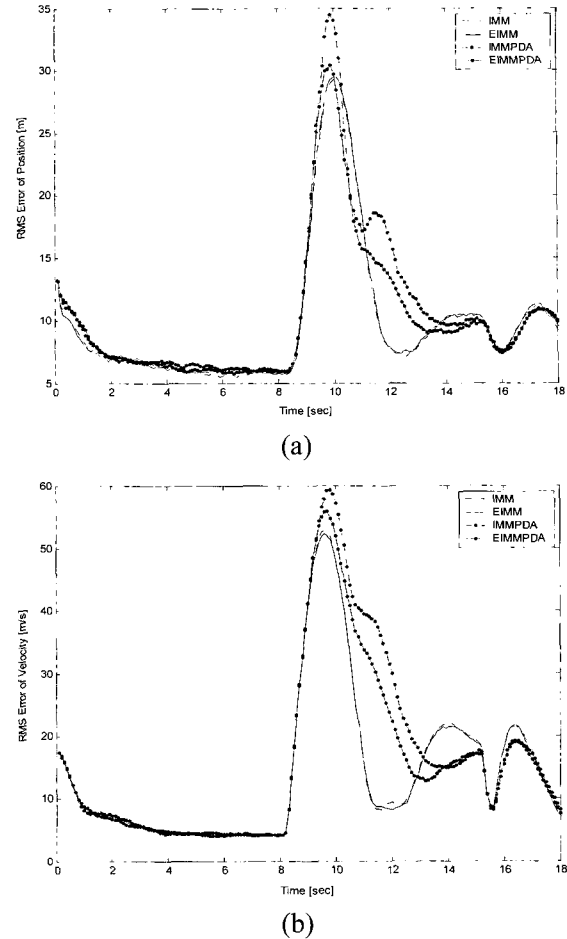 35
30
25
20
15
10
5
RMS Error of Position [m]
0 2 4 6 8 10 12 14 16 18
Time [sec]
IMM
EIMM
IMMPDA
EIMMPDA
(a)
60
50
40
30
20
10
0
RMS Error of Velocity [m/s]
0 2 4 6 8 10 12 14 16 18
Time [sec]
IMM
EIMM
IMMPDA
EIMMPDA
(b)